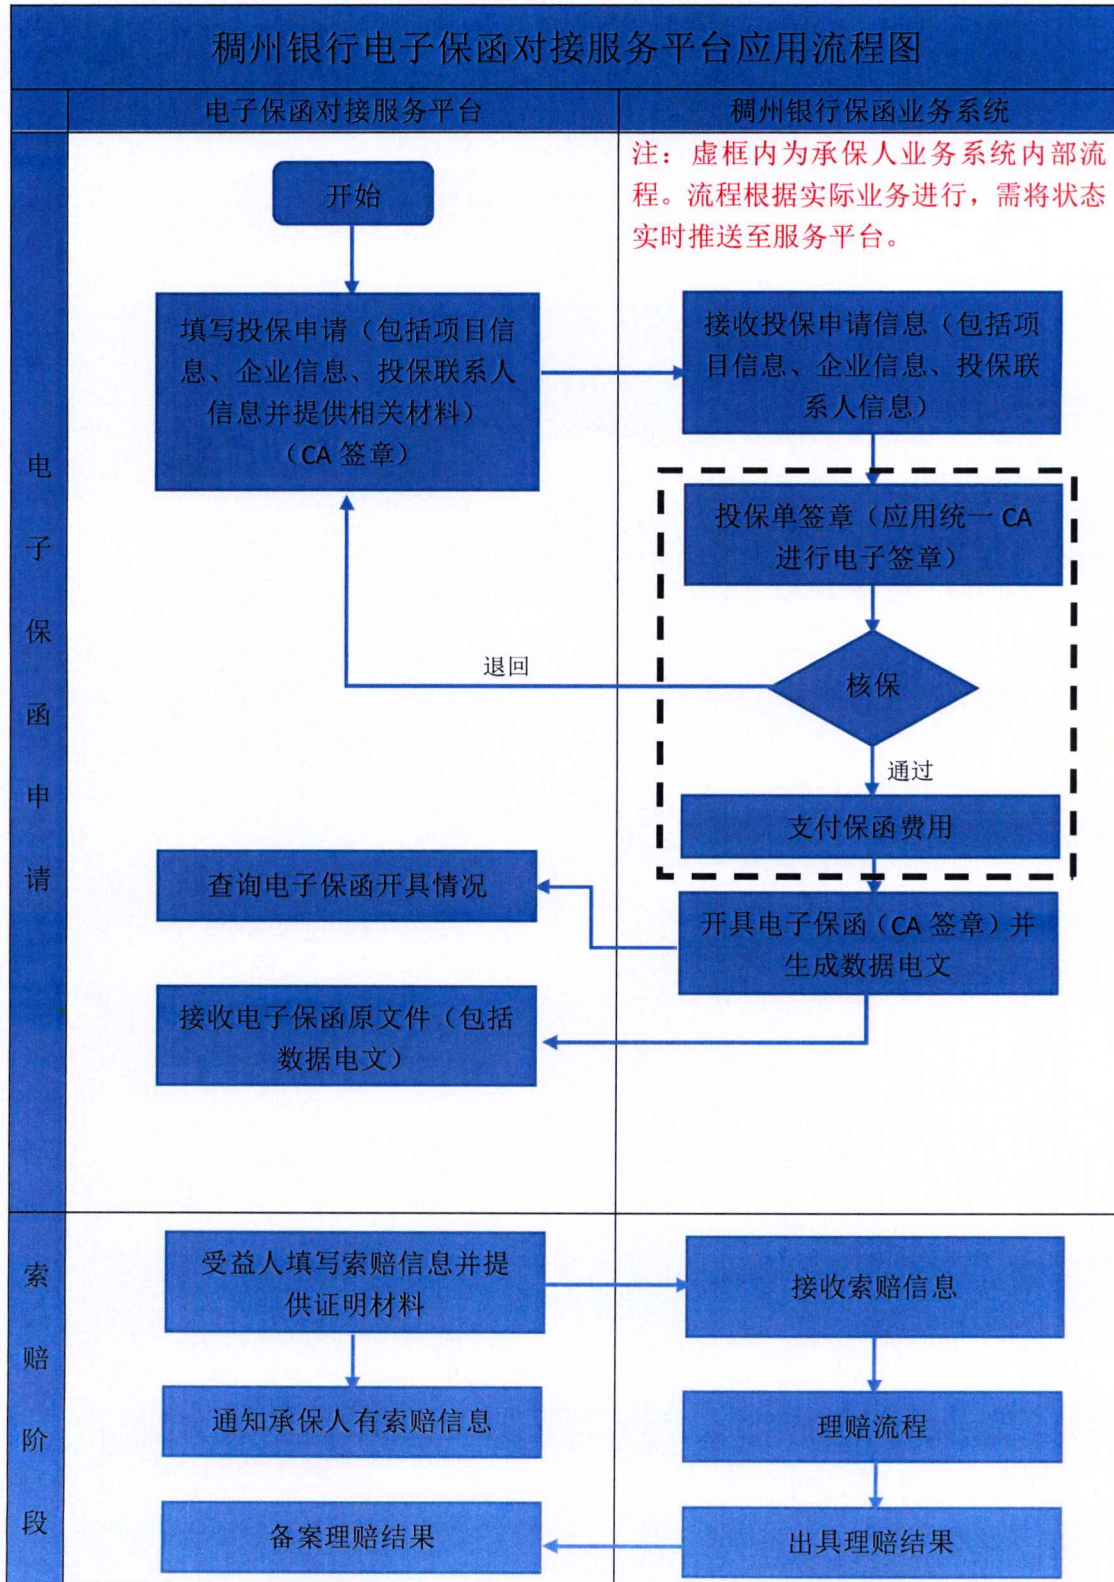 稠州银行电子保函对接服务平台应用流程图
电子保函对接服务平台
稠州银行保函业务系统
注：虚框内为承保人业务系统内部流
程。流程根据实际业务进行，需将状态
实时推送至服务平台。
电子保函申请
开始
填写投保申请（包括项目信
息、企业信息、投保联系人
信息并提供相关材料）
（CA 签章）
接收投保申请信息（包括项
目信息、企业信息、投保联
系人信息）
投保单签章（应用统一 CA
进行电子签章）
核保
退回
通过
支付保函费用
查询电子保函开具情况
开具电子保函（CA 签章）并
生成数据电文
接收电子保函原文件（包括
数据电文）
索赔阶段
受益人填写索赔信息并提
供证明材料
接收索赔信息
通知承保人有索赔信息
理赔流程
备案理赔结果
出具理赔结果